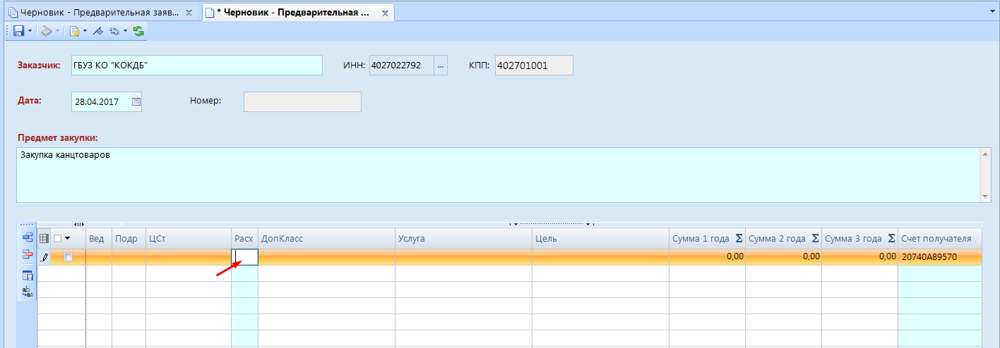 Черновик - Предварительная заяв...
* Черновик - Предварительная ...
Заказчик: ГБУЗ КО "КОКДБ" ИНН: 4027022792 ... КПП: 402701001
Дата: 28.04.2017 Номер:
Предмет закупки:
Закупка канцтоваров
Вед Подр ЦСт Расх ДопКласс Услуга Цель Сумма 1 года Σ Сумма 2 года Σ Сумма 3 года Σ Счет получателя
0,00 0,00 0,00 20740А89570
ab
ac